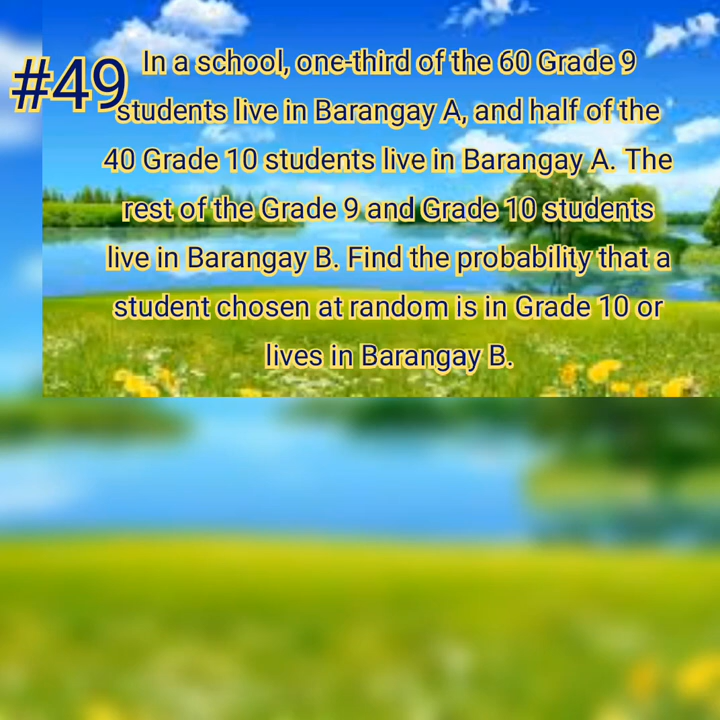 #49
In a school, one-third of the 60 Grade 9
students live in Barangay A, and half of the
40 Grade 10 students live in Barangay A. The
rest of the Grade 9 and Grade 10 students
live in Barangay B. Find the probability that a
student chosen at random is in Grade 10 or
lives in Barangay B.